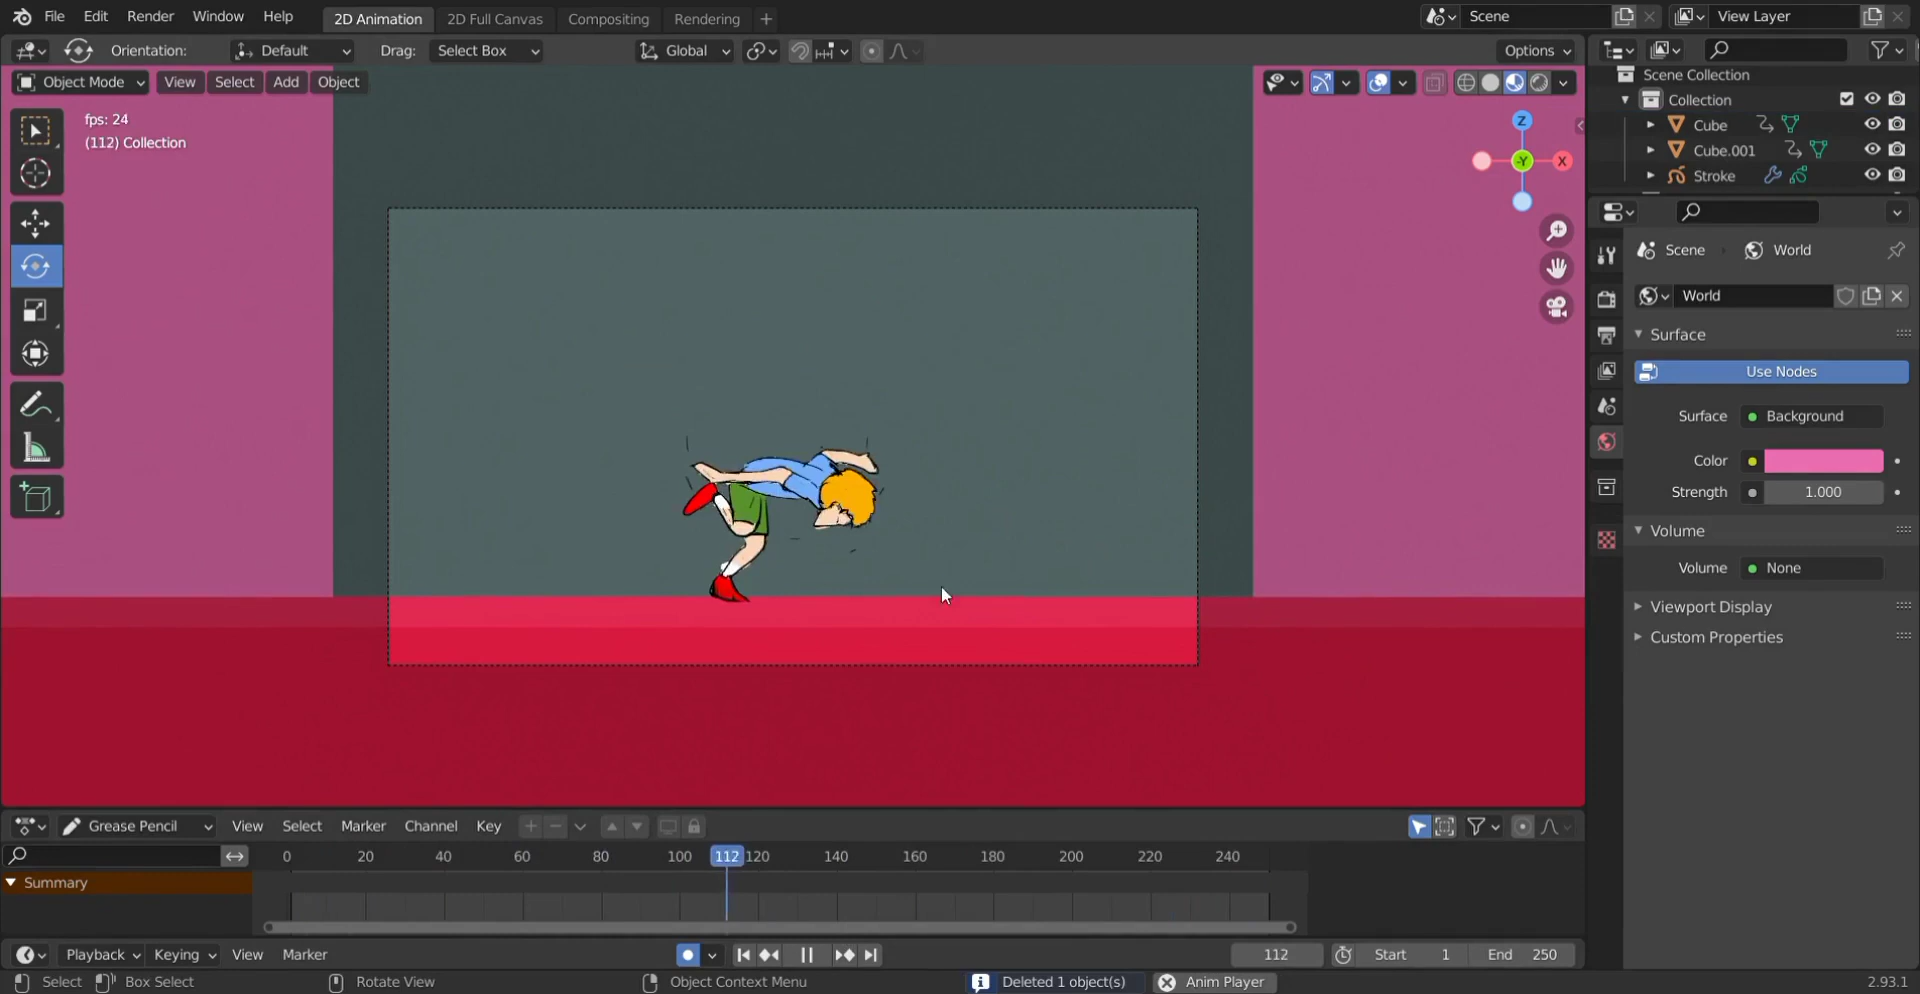 File Edit Render Window Help 2D Animation 2D Full Canvas Compositing Rendering Scene View Layer
Orientation: Default Drag: Select Box Global Options
Object Mode View Select Add Object
fps: 24
(112) Collection
Z
-Y
X
Scene Collection
Collection
Cube
Cube.001
Stroke
Scene World
World
Surface
Use Nodes
Surface Background
Color
Strength 1.000
Volume
Volume None
Viewport Display
Custom Properties
Grease Pencil View Select Marker Channel Key
0 20 40 60 80 100 112 120 140 160 180 200 220 240
Summary
Playback Keying View Marker 112 Start 1 End 250
Select Box Select Rotate View Object Context Menu Deleted 1 object(s) Anim Player 2.93.1